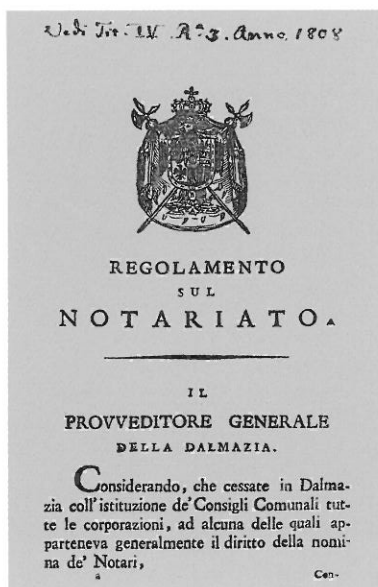 Vedi Tit. IV. R.ª 3. Anno. 1808
REGOLAMENTO
SUL
NOTARIATO.
IL
PROVVEDITORE GENERALE
DELLA DALMAZIA.
Considerando, che cessate in Dalma-
zia coll'istituzione de' Consigli Comunali tut-
te le corporazioni, ad alcuna delle quali ap-
parteneva generalmente il diritto della nomi-
na de' Notari,
a Con-